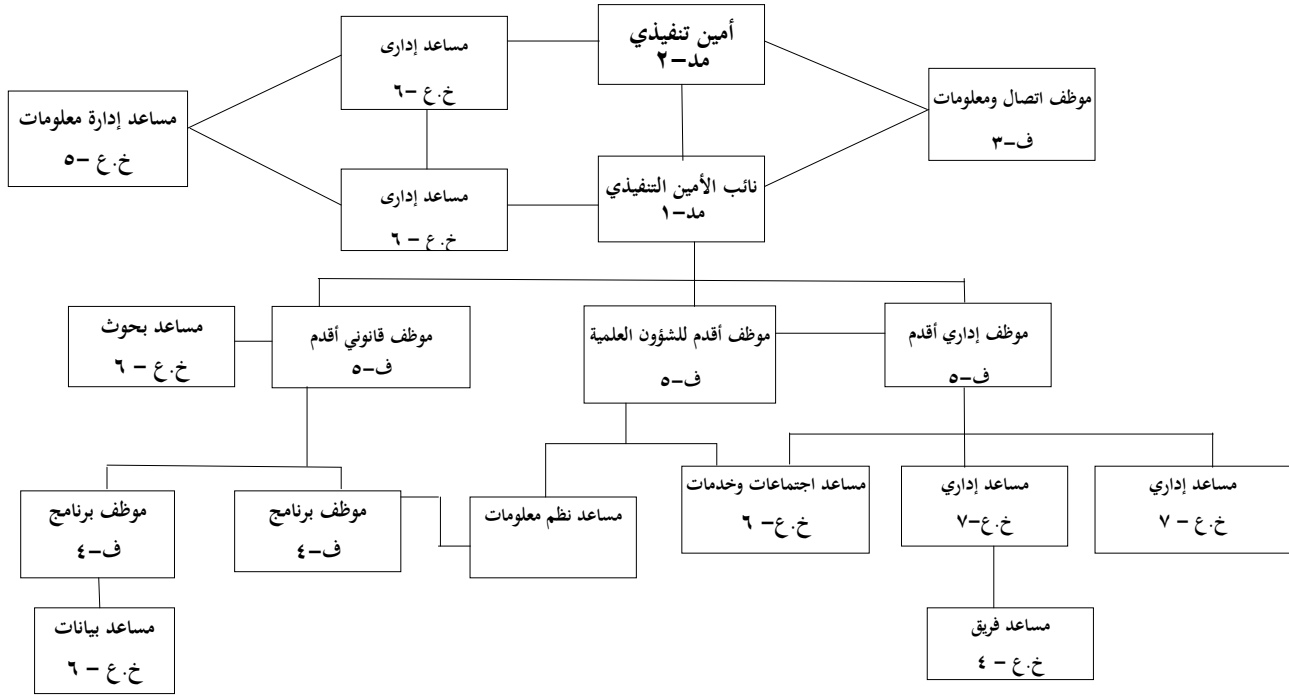 أمين تنفيذي
مد–٢
مساعد إدارى
خ.ع –٦
موظف اتصال ومعلومات
ف–٣
مساعد إدارة معلومات
خ.ع –٥
نائب الأمين التنفيذي
مد–١
مساعد إدارى
خ.ع – ٦
موظف إداري أقدم
ف–٥
موظف أقدم للشؤون العلمية
ف–٥
موظف قانوني أقدم
ف–٥
مساعد بحوث
خ.ع – ٦
مساعد إداري
خ.ع – ٧
مساعد إداري
خ.ع–٧
مساعد اجتماعات وخدمات
خ.ع– ٦
مساعد نظم معلومات
موظف برنامج
ف–٤
موظف برنامج
ف–٤
مساعد فريق
خ.ع – ٤
مساعد بيانات
خ.ع – ٦